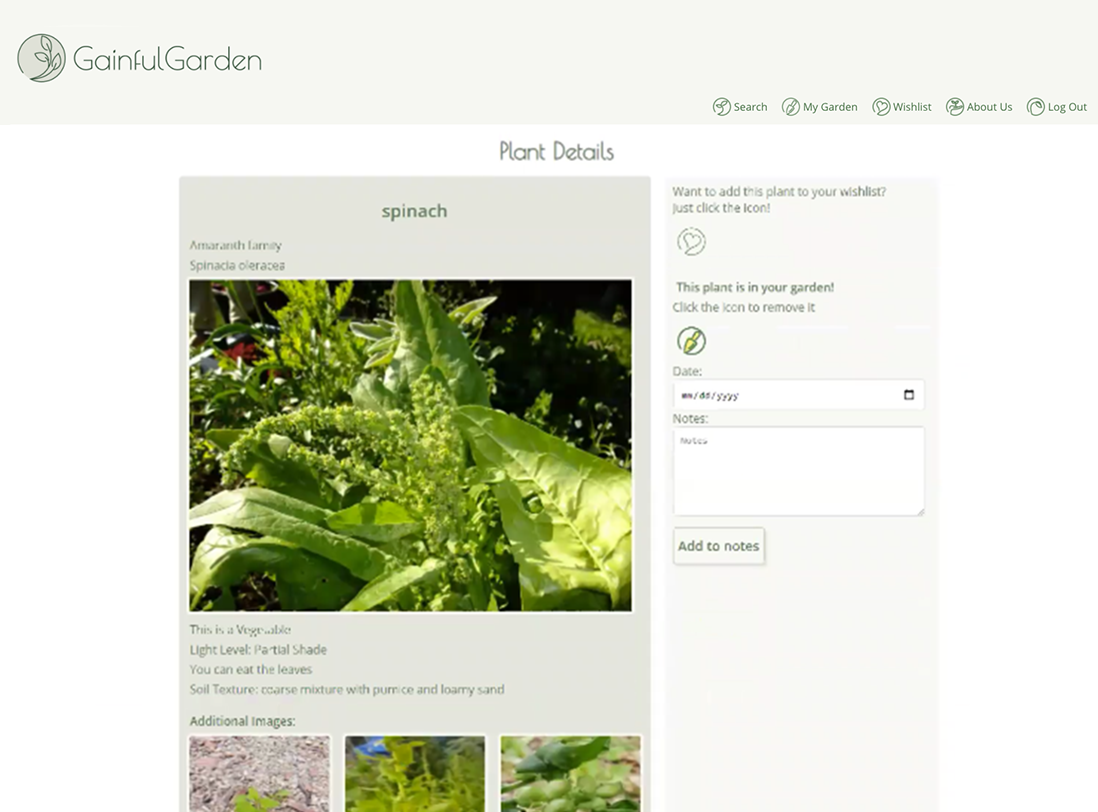 GainfulGarden
Search My Garden Wishlist About Us Log Out
Plant Details
spinach
Amaranth family
Spinacia oleracea
This is a Vegetable
Light Level: Partial Shade
You can eat the leaves
Soil Texture: coarse mixture with pumice and loamy sand
Additional Images:
Want to add this plant to your wishlist?
Just click the icon!
This plant is in your garden!
Click the icon to remove it
Date:
mm/dd/yyyy
Notes:
Notes
Add to notes